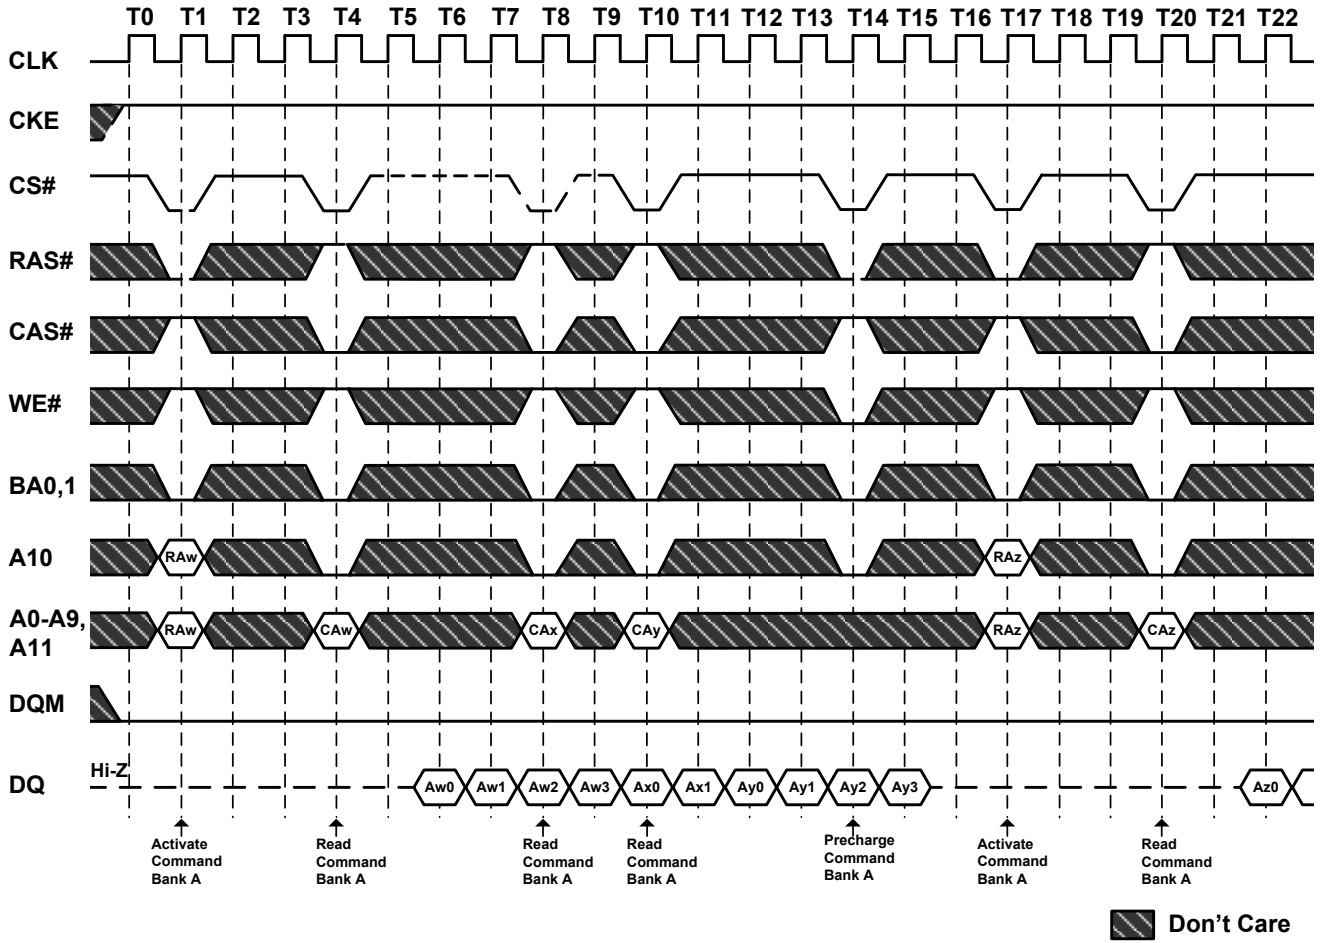 T0 T1 T2 T3 T4 T5 T6 T7 T8 T9 T10 T11 T12 T13 T14 T15 T16 T17 T18 T19 T20 T21 T22
CLK
CKE
CS#
RAS#
CAS#
WE#
BA0,1
A10
RAw RAz
A0-A9,
A11
RAw CAw CAx CAy RAz CAz
DQM
DQ
Hi-Z
Aw0 Aw1 Aw2 Aw3 Ax0 Ax1 Ay0 Ay1 Ay2 Ay3 Az0
Activate
Command
Bank A
Read
Command
Bank A
Read
Command
Bank A
Read
Command
Bank A
Precharge
Command
Bank A
Activate
Command
Bank A
Read
Command
Bank A
Don't Care